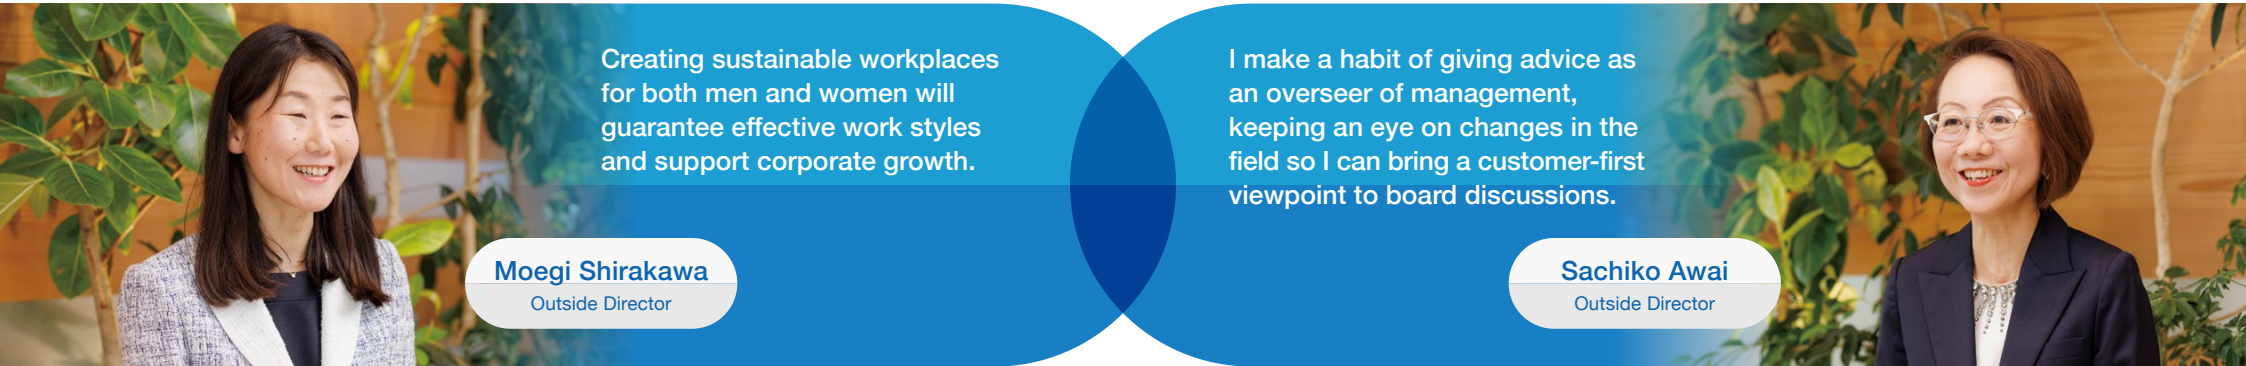 Creating sustainable workplaces
for both men and women will
guarantee effective work styles
and support corporate growth.
Moegi Shirakawa
Outside Director
I make a habit of giving advice as
an overseer of management,
keeping an eye on changes in the
field so I can bring a customer-first
viewpoint to board discussions.
Sachiko Awai
Outside Director